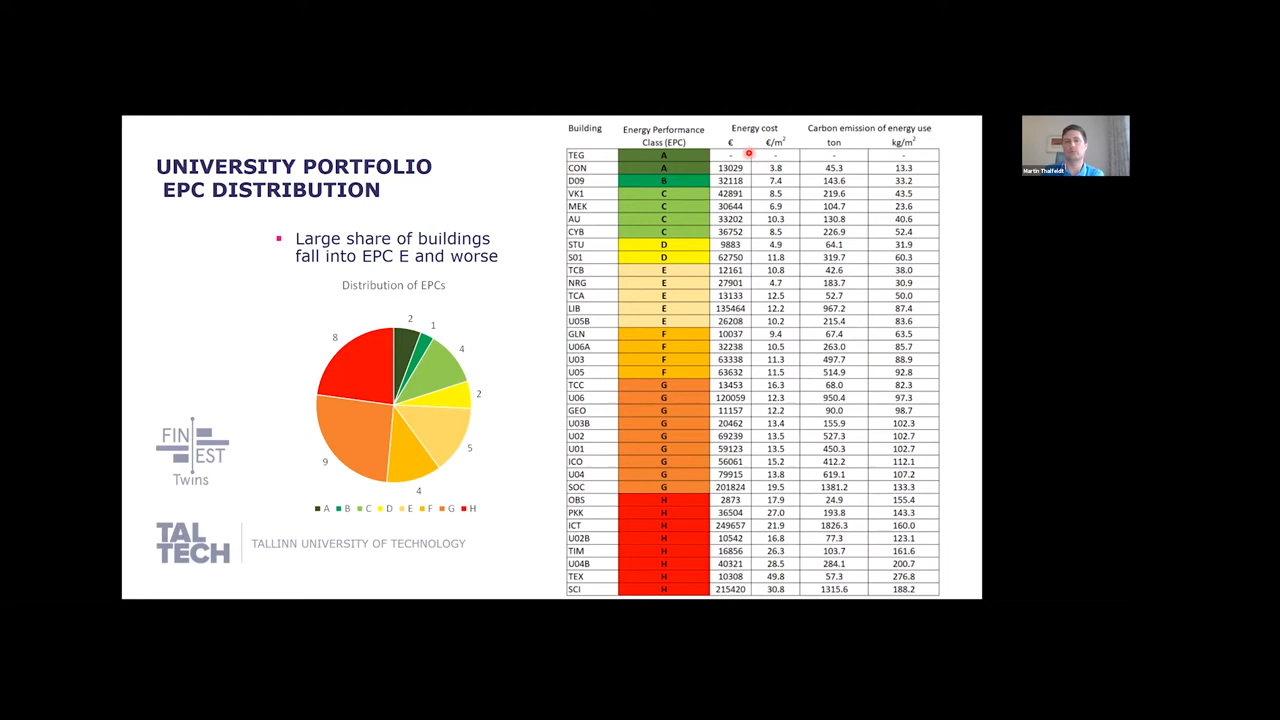 UNIVERSITY PORTFOLIO
EPC DISTRIBUTION
▪ Large share of buildings
fall into EPC E and worse
Distribution of EPCs
2
1
4
2
5
4
9
8
A B C D E F G H
FIN
EST
Twins
TAL
TECH
TALLINN UNIVERSITY OF TECHNOLOGY
Building Energy Performance Class (EPC) Energy cost Carbon emission of energy use
€ €/m² ton kg/m²
TEG A - - - -
CON A 13029 3.8 45.3 13.3
D09 B 32118 7.4 143.6 33.2
VK1 C 42891 8.5 219.6 43.5
MEK C 30644 6.9 104.7 23.6
AU C 33202 10.3 130.8 40.6
CYB C 36752 8.5 226.9 52.4
STU D 9883 4.9 64.1 31.9
S01 D 62750 11.8 319.7 60.3
TCB E 12161 10.8 42.6 38.0
NRG E 27901 4.7 183.7 30.9
TCA E 13133 12.5 52.7 50.0
LIB E 135464 12.2 967.2 87.4
U05B E 26208 10.2 215.4 83.6
GLN F 10037 9.4 67.4 63.5
U06A F 32238 10.5 263.0 85.7
U03 F 63338 11.3 497.7 88.9
U05 F 63632 11.5 514.9 92.8
TCC G 13453 16.3 68.0 82.3
U06 G 120059 12.3 950.4 97.3
GEO G 11157 12.2 90.0 98.7
U03B G 20462 13.4 155.9 102.3
U02 G 69239 13.5 527.3 102.7
U01 G 59123 13.5 450.3 102.7
ICO G 56061 15.2 412.2 112.1
U04 G 79915 13.8 619.1 107.2
SOC G 201824 19.5 1381.2 133.3
OBS H 2873 17.9 24.9 155.4
PKK H 36504 27.0 193.8 143.3
ICT H 249657 21.9 1826.3 160.0
U02B H 10542 16.8 77.3 123.1
TIM H 16856 26.3 103.7 161.6
U04B H 40321 28.5 284.1 200.7
TEX H 10308 49.8 57.3 276.8
SCI H 215420 30.8 1315.6 188.2
Martin Thalfeldt